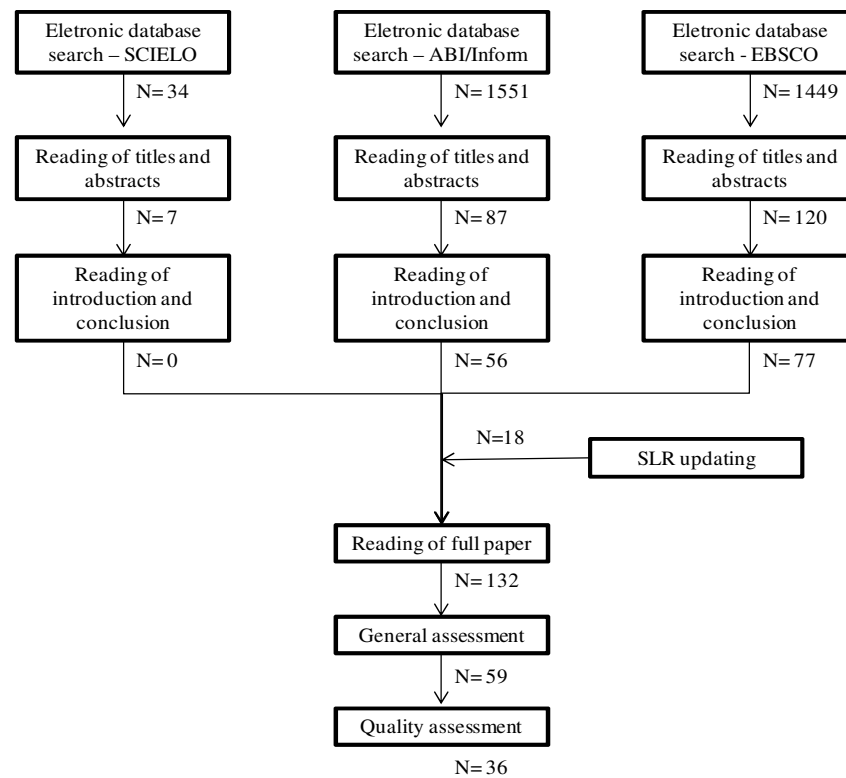 Eletronic database
search – SCIELO
Eletronic database
search – ABI/Inform
Eletronic database
search - EBSCO
N= 34
N= 1551
N= 1449
Reading of titles and
abstracts
Reading of titles and
abstracts
Reading of titles and
abstracts
N= 7
N= 87
N= 120
Reading of
introduction and
conclusion
Reading of
introduction and
conclusion
Reading of
introduction and
conclusion
N= 0
N= 56
N= 77
N=18
SLR updating
Reading of full paper
N= 132
General assessment
N= 59
Quality assessment
N= 36